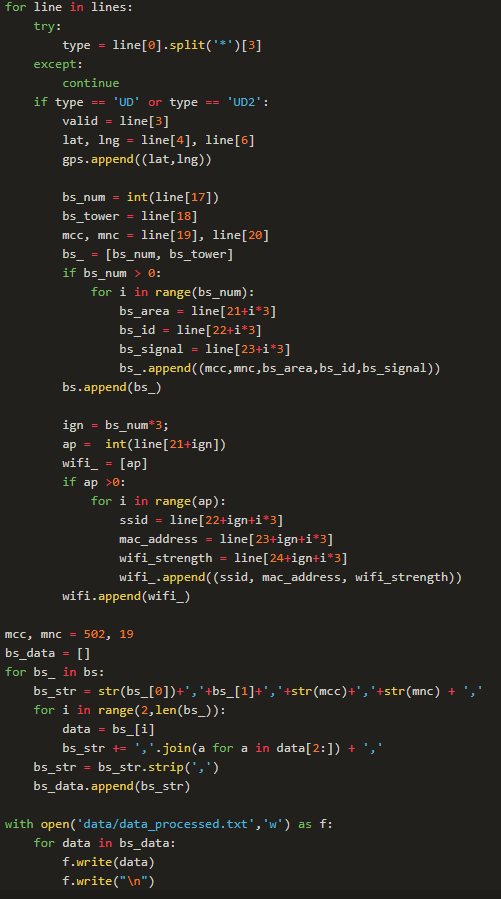 for line in lines:
    try:
        type = line[0].split('*')[3]
    except:
        continue
    if type == 'UD' or type == 'UD2':
        valid = line[3]
        lat, lng = line[4], line[6]
        gps.append((lat,lng))

        bs_num = int(line[17])
        bs_tower = line[18]
        mcc, mnc = line[19], line[20]
        bs_ = [bs_num, bs_tower]
        if bs_num > 0:
            for i in range(bs_num):
                bs_area = line[21+i*3]
                bs_id = line[22+i*3]
                bs_signal = line[23+i*3]
                bs_.append((mcc,mnc,bs_area,bs_id,bs_signal))
        bs.append(bs_)

        ign = bs_num*3;
        ap =  int(line[21+ign])
        wifi_ = [ap]
        if ap >0:
            for i in range(ap):
                ssid = line[22+ign+i*3]
                mac_address = line[23+ign+i*3]
                wifi_strength = line[24+ign+i*3]
                wifi_.append((ssid, mac_address, wifi_strength))
        wifi.append(wifi_)

mcc, mnc = 502, 19
bs_data = []
for bs_ in bs:
    bs_str = str(bs_[0])+','+bs_[1]+','+str(mcc)+','+str(mnc) + ','
    for i in range(2,len(bs_)):
        data = bs_[i]
        bs_str += ','.join(a for a in data[2:]) + ','
    bs_str = bs_str.strip(',')
    bs_data.append(bs_str)

with open('data/data_processed.txt','w') as f:
    for data in bs_data:
        f.write(data)
        f.write("\n")